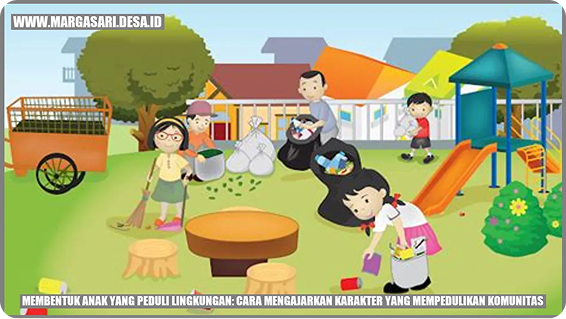 WWW.MARGASARI.DESA.ID
MEMBENTUK ANAK YANG PEDULI LINGKUNGAN: CARA MENGAJARKAN KARAKTER YANG MEMPEDULIKAN KOMUNITAS